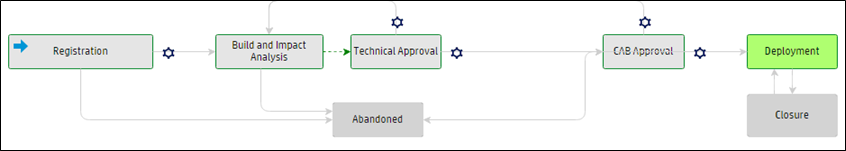 Registration
Build and Impact
Analysis
Technical Approval
CAB Approval
Deployment
Abandoned
Closure